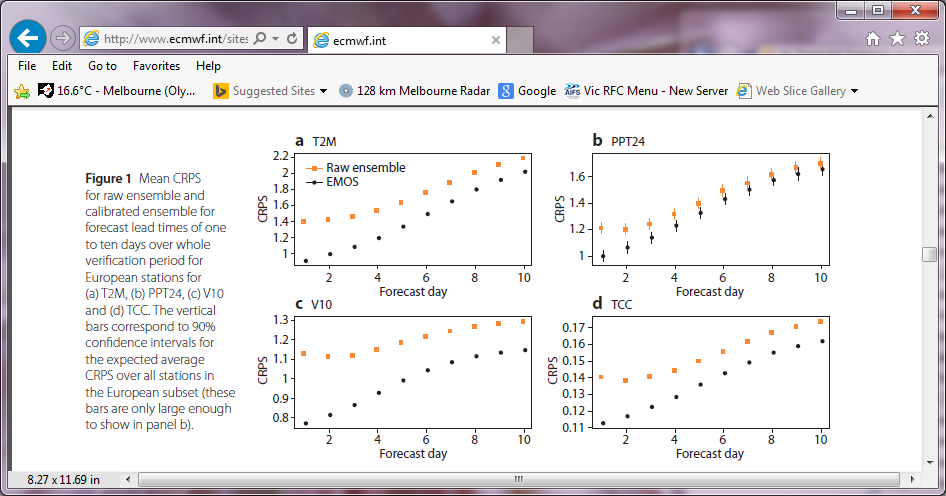 http://www.ecmwf.int/sites
ecmwf.int
File Edit Go to Favorites Help
16.6°C - Melbourne (Oly... Suggested Sites 128 km Melbourne Radar Google AIFS Vic RFC Menu - New Server Web Slice Gallery
Figure 1 Mean CRPS
for raw ensemble and
calibrated ensemble for
forecast lead times of one
to ten days over whole
verification period for
European stations for
(a) T2M, (b) PPT24, (c) V10
and (d) TCC. The vertical
bars correspond to 90%
confidence intervals for
the expected average
CRPS over all stations in
the European subset (these
bars are only large enough
to show in panel b).
a T2M
Raw ensemble
EMOS
CRPS
2.2
2
1.8
1.6
1.4
1.2
1
2 4 6 8 10
Forecast day
b PPT24
CRPS
1.6
1.4
1.2
1
2 4 6 8 10
Forecast day
c V10
CRPS
1.3
1.2
1.1
1
0.9
0.8
2 4 6 8 10
Forecast day
d TCC
CRPS
0.17
0.16
0.15
0.14
0.13
0.12
0.11
2 4 6 8 10
Forecast day
8.27 x 11.69 in